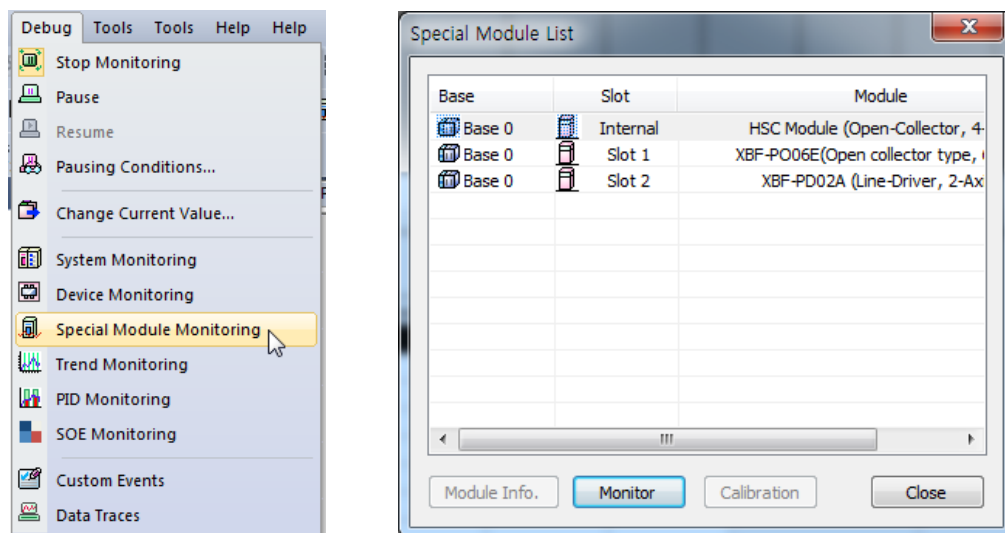 Debug Tools Tools Help Help
Stop Monitoring
Pause
Resume
Pausing Conditions...
Change Current Value...
System Monitoring
Device Monitoring
Special Module Monitoring
Trend Monitoring
PID Monitoring
SOE Monitoring
Custom Events
Data Traces
Special Module List
Base Slot Module
Base 0 Internal HSC Module (Open-Collector, 4-
Base 0 Slot 1 XBF-PO06E(Open collector type,
Base 0 Slot 2 XBF-PD02A (Line-Driver, 2-Ax
Module Info. Monitor Calibration Close